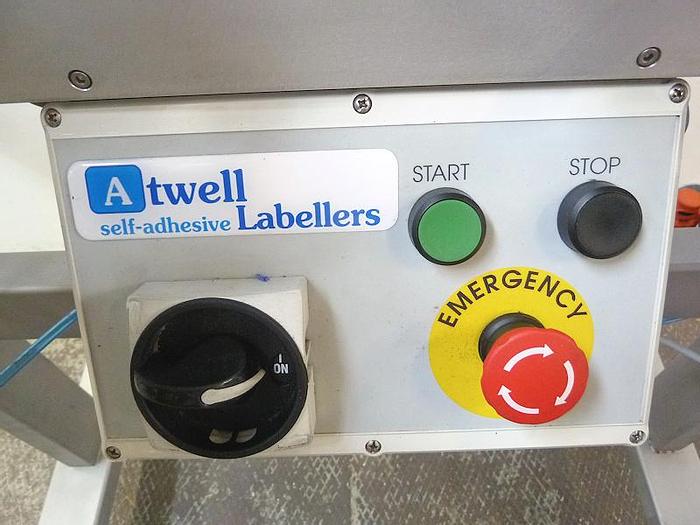 Atwell
self-adhesive Labellers
START
STOP
EMERGENCY
I
ON